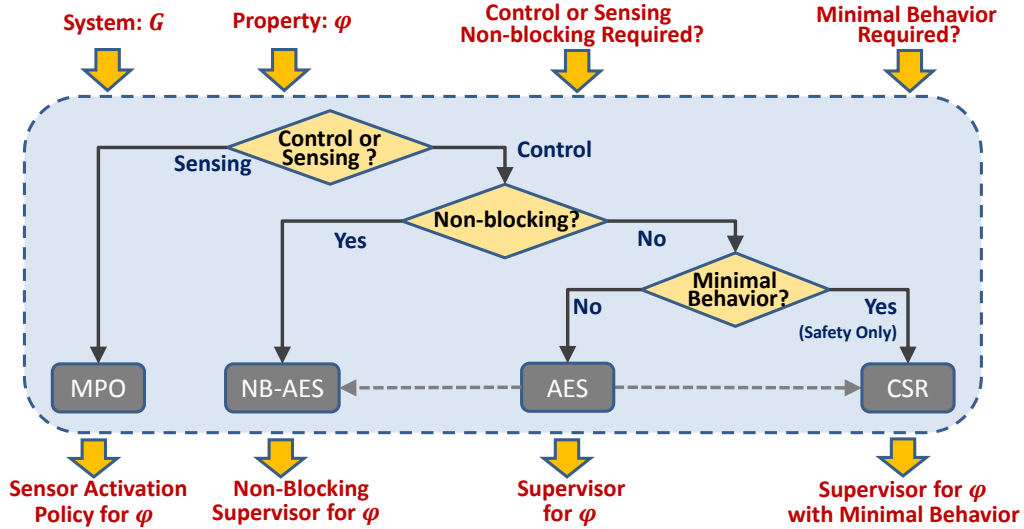 System: G
Property: φ
Control or Sensing
Non-blocking Required?
Minimal Behavior
Required?
Control or
Sensing ?
Sensing
Control
Non-blocking?
Yes
No
Minimal
Behavior?
No
Yes
(Safety Only)
MPO
NB-AES
AES
CSR
Sensor Activation
Policy for φ
Non-Blocking
Supervisor for φ
Supervisor
for φ
Supervisor for φ
with Minimal Behavior